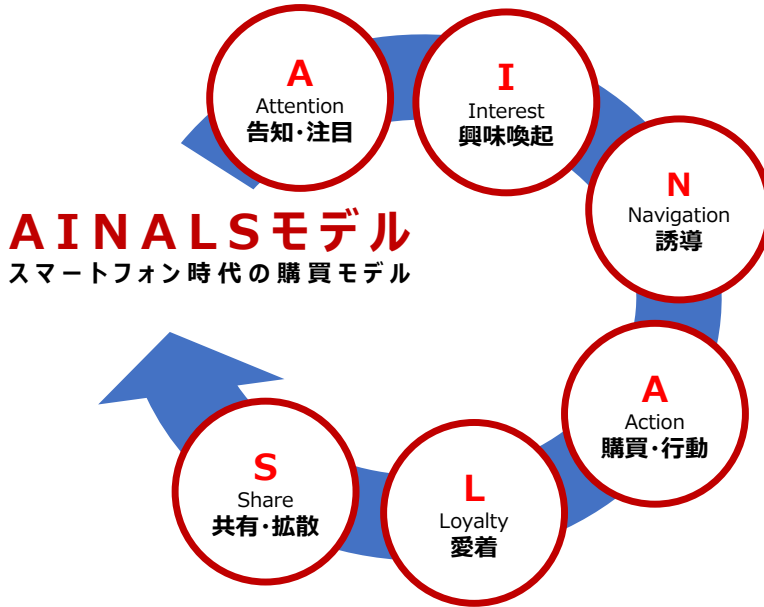 AINALSモデル
スマートフォン時代の購買モデル
A
Attention
告知･注目
I
Interest
興味喚起
N
Navigation
誘導
A
Action
購買･行動
L
Loyalty
愛着
S
Share
共有･拡散